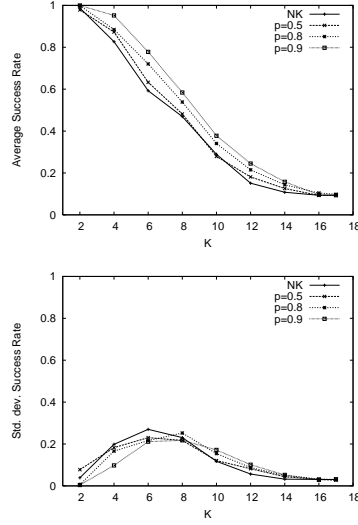 1
0.8
0.6
0.4
0.2
0
2 4 6 8 10 12 14 16 18
K
Average Success Rate
NK
p=0.5
p=0.8
p=0.9
1
0.8
0.6
0.4
0.2
0
2 4 6 8 10 12 14 16 18
K
Std. dev. Success Rate
NK
p=0.5
p=0.8
p=0.9